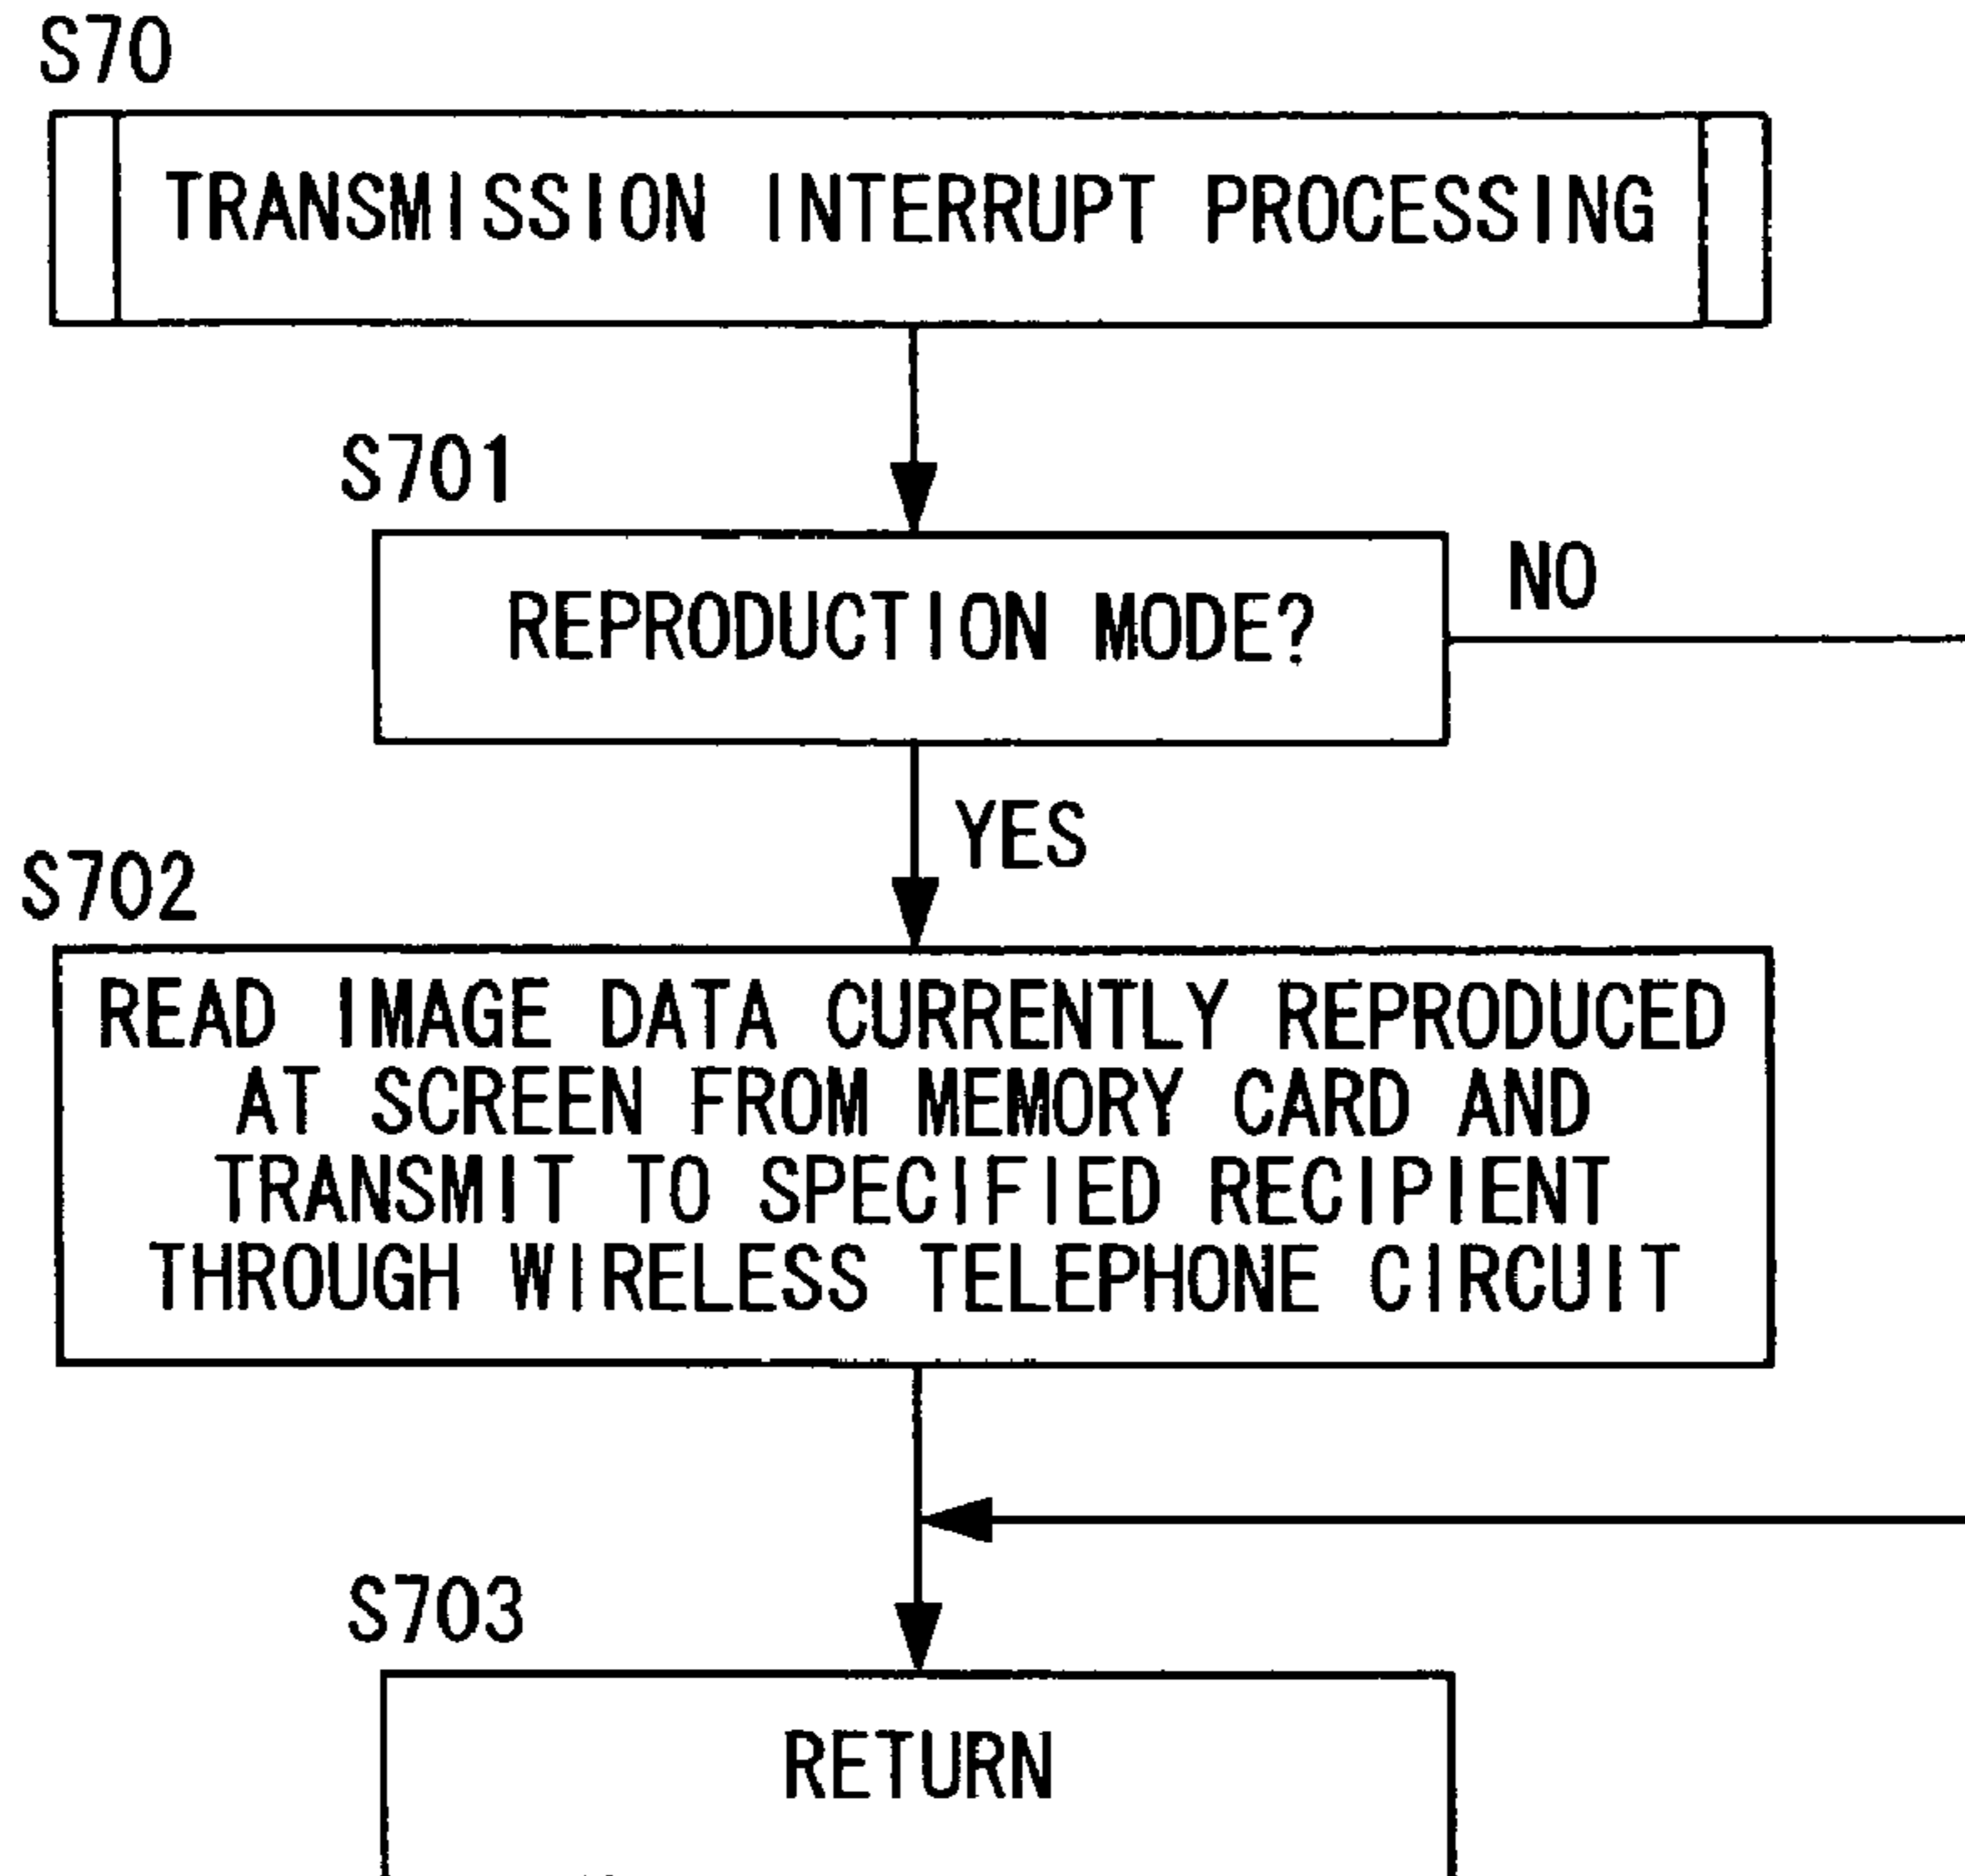 S70
TRANSMISSION INTERRUPT PROCESSING
S701
REPRODUCTION MODE?
NO
YES
S702
READ IMAGE DATA CURRENTLY REPRODUCED
AT SCREEN FROM MEMORY CARD AND
TRANSMIT TO SPECIFIED RECIPIENT
THROUGH WIRELESS TELEPHONE CIRCUIT
S703
RETURN